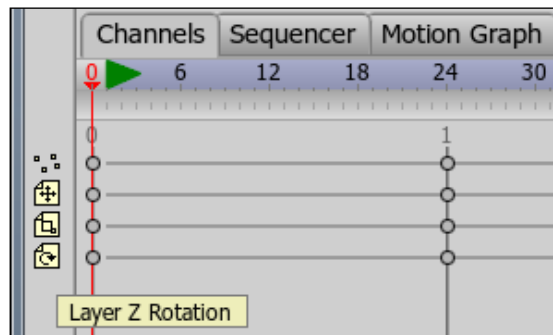 Channels Sequencer Motion Graph
0 6 12 18 24 30
0 1
Layer Z Rotation